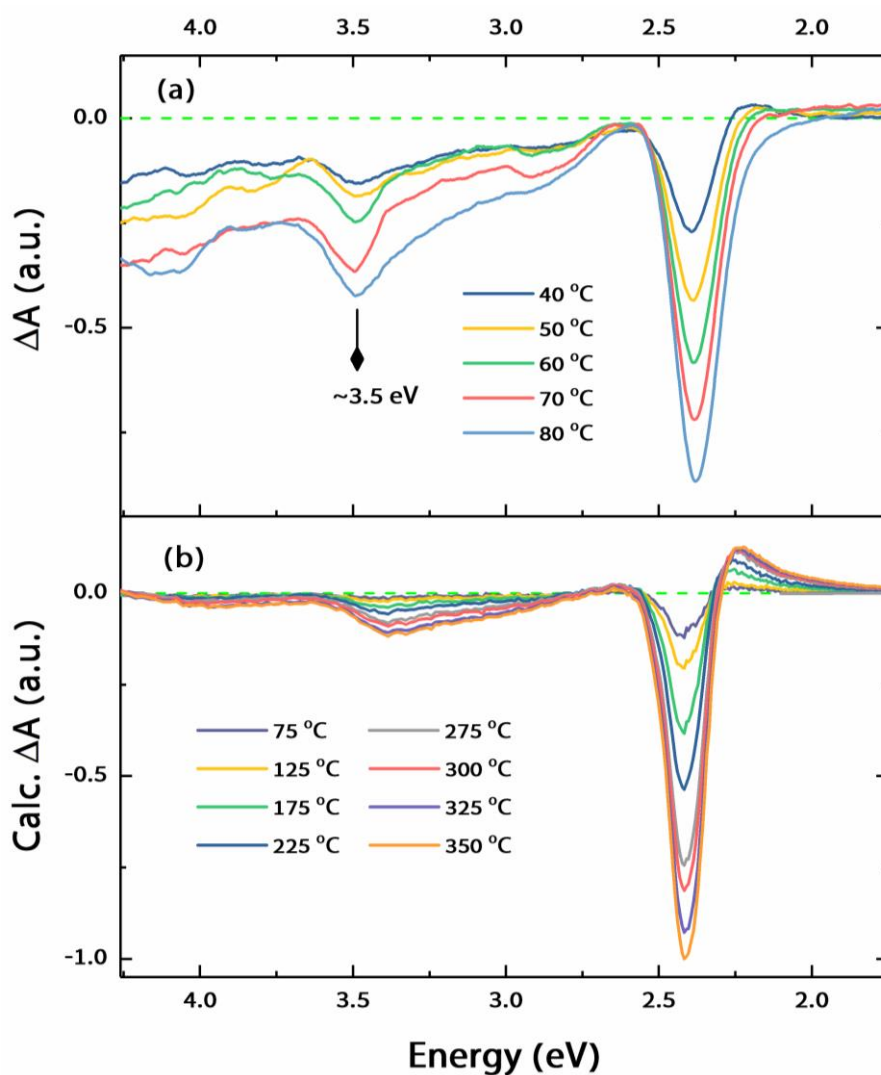 4.0 3.5 3.0 2.5 2.0
(a)
0.0
-0.5
ΔA (a.u.)
~3.5 eV
40 °C
50 °C
60 °C
70 °C
80 °C
(b)
0.0
-0.5
-1.0
Calc. ΔA (a.u.)
75 °C 275 °C
125 °C 300 °C
175 °C 325 °C
225 °C 350 °C
4.0 3.5 3.0 2.5 2.0
Energy (eV)